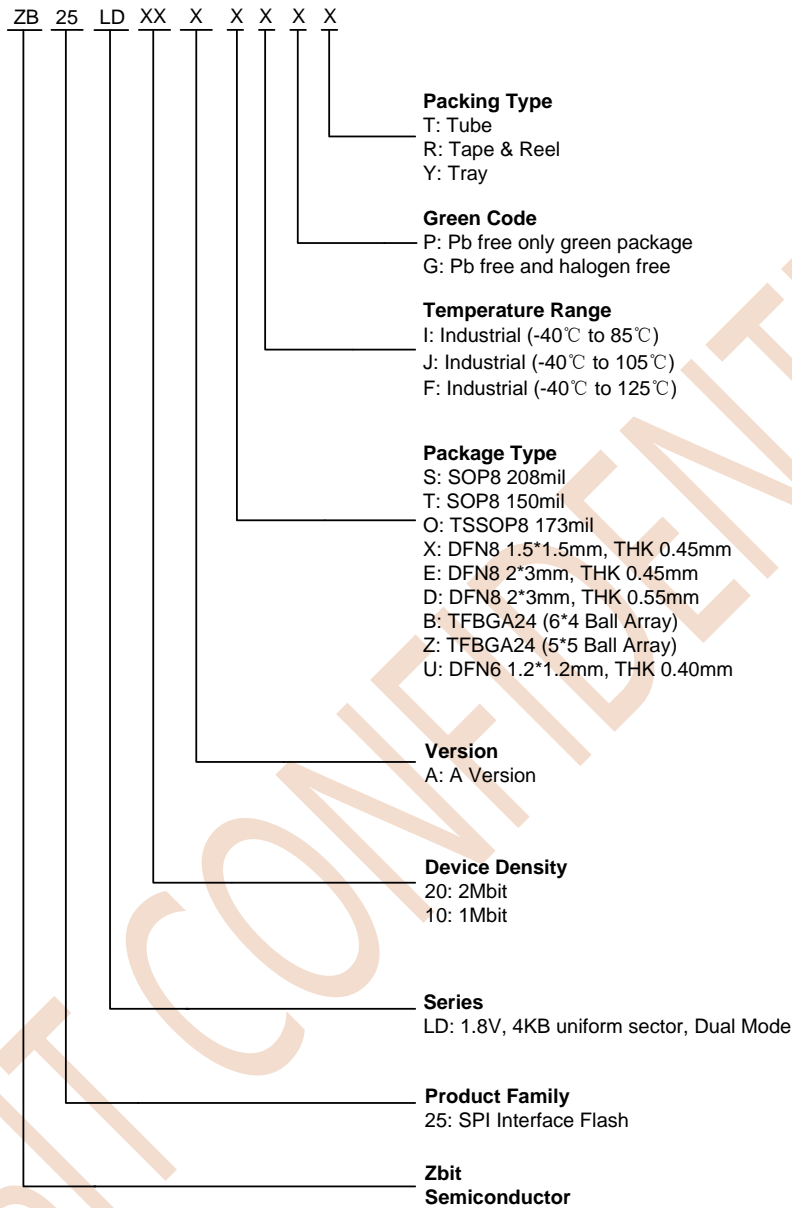 ZB 25 LD XX X X X X X
Packing Type
T: Tube
R: Tape & Reel
Y: Tray
Green Code
P: Pb free only green package
G: Pb free and halogen free
Temperature Range
I: Industrial (-40℃ to 85℃)
J: Industrial (-40℃ to 105℃)
F: Industrial (-40℃ to 125℃)
Package Type
S: SOP8 208mil
T: SOP8 150mil
O: TSSOP8 173mil
X: DFN8 1.5*1.5mm, THK 0.45mm
E: DFN8 2*3mm, THK 0.45mm
D: DFN8 2*3mm, THK 0.55mm
B: TFBGA24 (6*4 Ball Array)
Z: TFBGA24 (5*5 Ball Array)
U: DFN6 1.2*1.2mm, THK 0.40mm
Version
A: A Version
Device Density
20: 2Mbit
10: 1Mbit
Series
LD: 1.8V, 4KB uniform sector, Dual Mode
Product Family
25: SPI Interface Flash
Zbit
Semiconductor
BIT CONFIDENTI